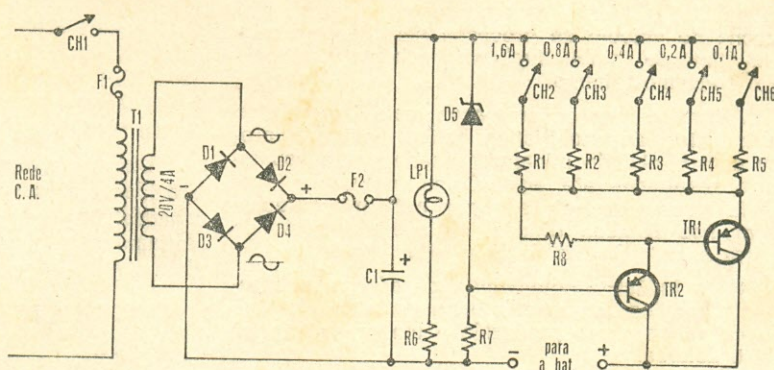 CH1
F1
T1
Rede
C. A.
20V/4A
D1
D2
D3
D4
-
+
F2
C1
+
LP1
R6
D5
R7
1,6A
0,8A
0,4A
0,2A
0,1A
CH2
CH3
CH4
CH5
CH6
R1
R2
R3
R4
R5
R8
TR1
TR2
- para +
a bat